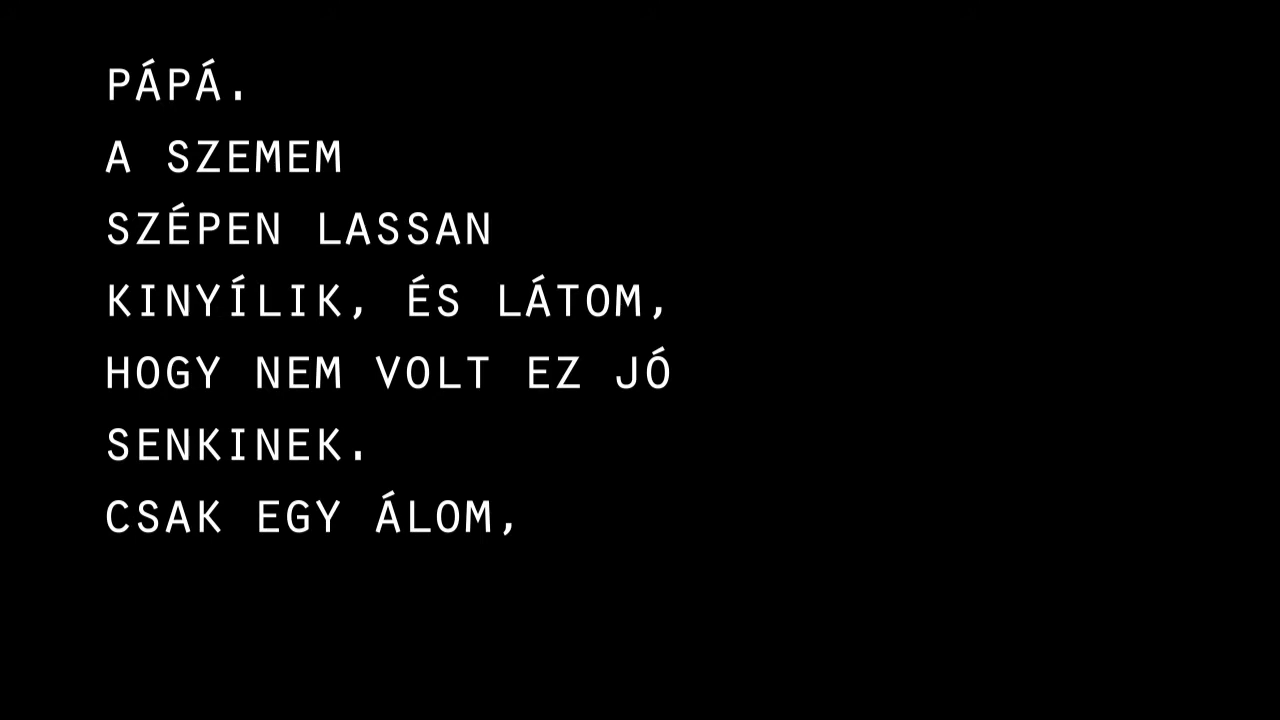 PÁPÁ.
A SZEMEM
SZÉPEN LASSAN
KINYÍLIK, ÉS LÁTOM,
HOGY NEM VOLT EZ JÓ
SENKINEK.
CSAK EGY ÁLOM,